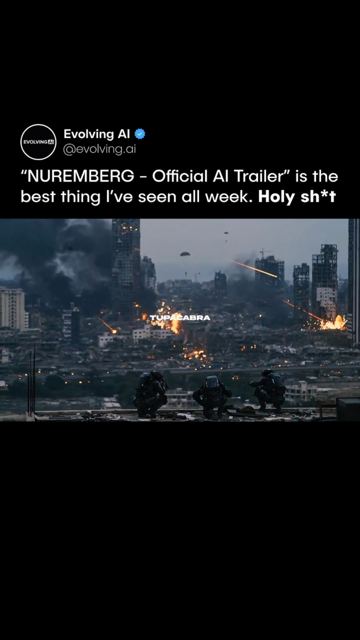 EVOLVING AI
Evolving AI
@evolving.ai
“NUREMBERG - Official AI Trailer” is the
best thing I’ve seen all week. Holy sh*t
TUPACABRA